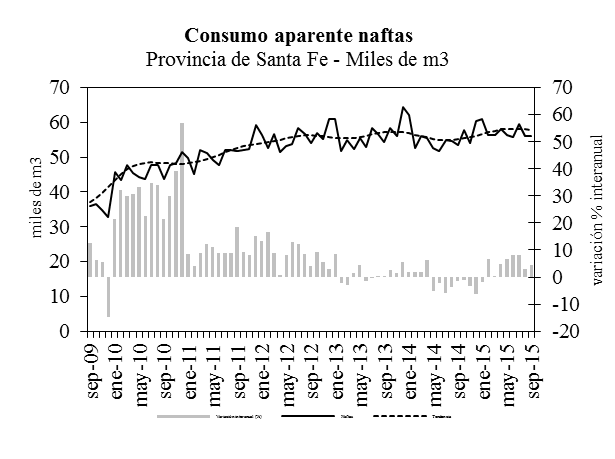 Consumo aparente naftas
Provincia de Santa Fe - Miles de m3
70
60
50
40
30
20
10
0
miles de m3
70
60
50
40
30
20
10
0
-10
-20
variación % interanual
sep-09
ene-10
may-10
sep-10
ene-11
may-11
sep-11
ene-12
may-12
sep-12
ene-13
may-13
sep-13
ene-14
may-14
sep-14
ene-15
may-15
sep-15
Variación interanual (%)
Naftas
Tendencia